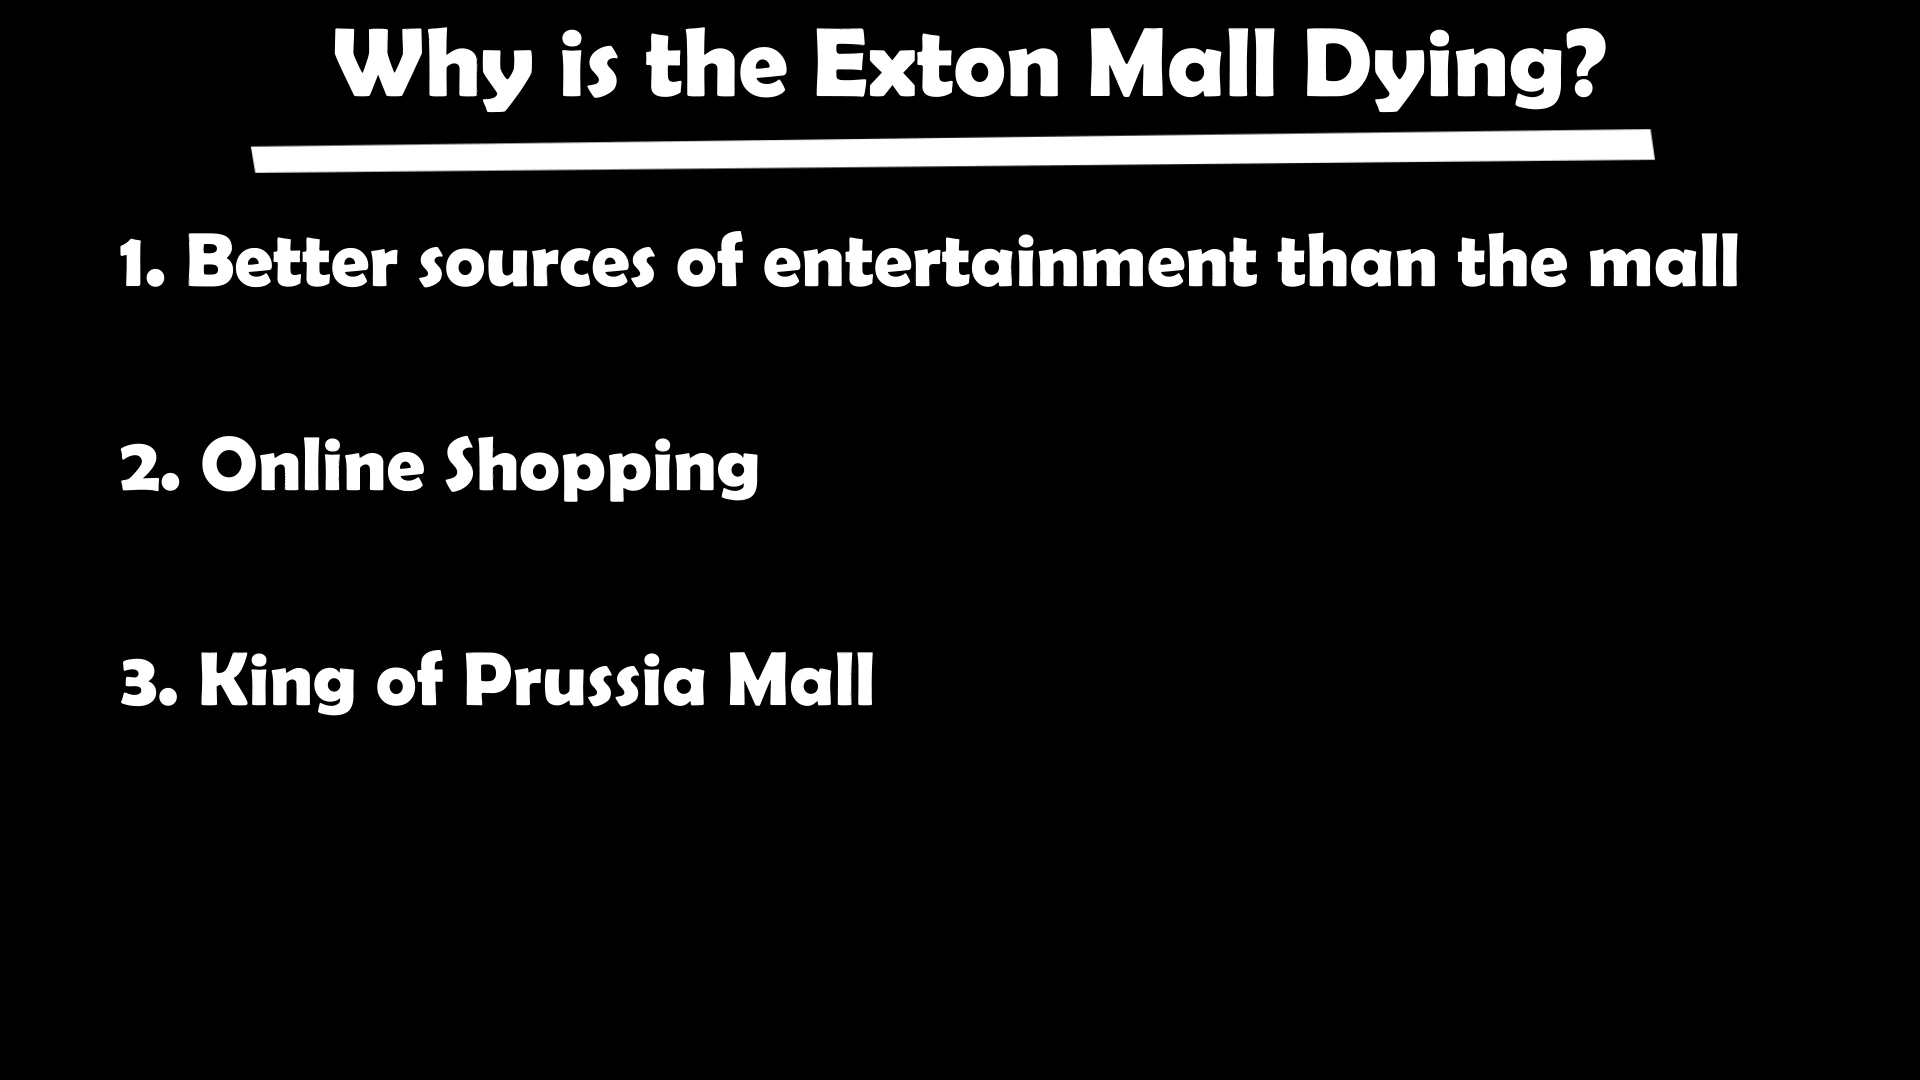 Why is the Exton Mall Dying?
1. Better sources of entertainment than the mall
2. Online Shopping
3. King of Prussia Mall